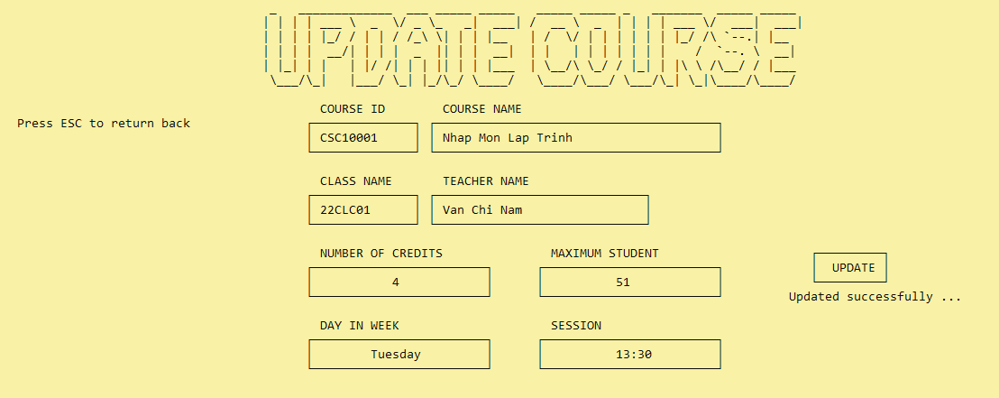 UPDATE COURSE
COURSE ID COURSE NAME
Press ESC to return back
CSC10001 Nhap Mon Lap Trinh
CLASS NAME TEACHER NAME
22CLC01 Van Chi Nam
NUMBER OF CREDITS MAXIMUM STUDENT
UPDATE
4 51
Updated successfully ...
DAY IN WEEK SESSION
Tuesday 13:30